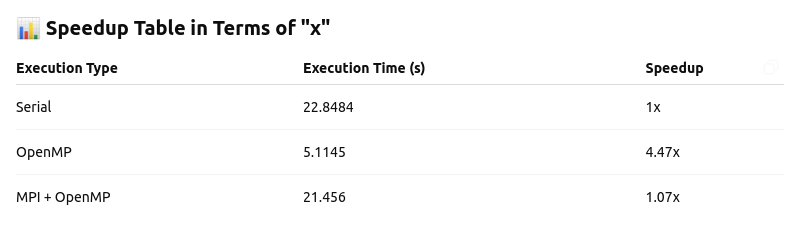 📊 Speedup Table in Terms of "x"
Execution Type Execution Time (s) Speedup
Serial 22.8484 1x
OpenMP 5.1145 4.47x
MPI + OpenMP 21.456 1.07x